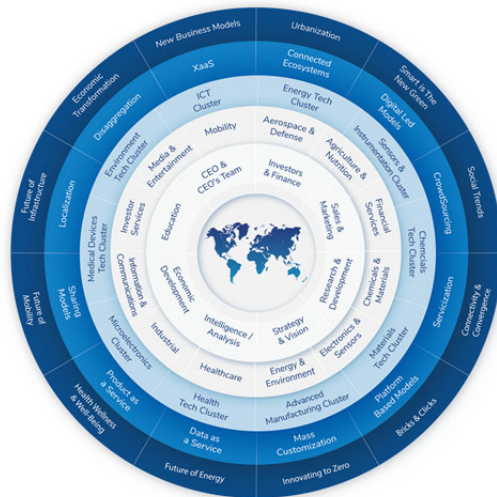 New Business Models
Urbanization
Smart is The
New Green
Social Trends
Connectivity &
Convergence
Bricks & Clicks
Innovating to Zero
Future of Energy
Health Wellness
& Well-Being
Future of
Mobility
Future of
Infrastructure
Economic
Transformation
XaaS
Connected
Ecosystems
Digital Led
Models
CrowdSourcing
Servicization
Platform
Based Models
Mass
Customization
Data as
a Service
Product as
a Service
Sharing
Models
Localization
Disaggregation
ICT
Cluster
Energy Tech
Cluster
Sensors &
Instrumentation Cluster
Chemcials
Tech Cluster
Materials
Tech Cluster
Advanced
Manufacturing Cluster
Health
Tech Cluster
Microelectronics
Cluster
Medical Devices
Tech Cluster
Environment
Tech Cluster
Mobility
Aerospace &
Defense
Agriculture &
Nutrition
Financial
Services
Chemicals &
Materials
Electronics &
Sensors
Energy &
Environment
Healthcare
Industrial
Information &
Communications
Investor
Services
Media &
Entertainment
CEO &
CEO's Team
Investors
& Finance
Sales &
Marketing
Research &
Development
Strategy
& Vision
Intelligence /
Analysis
Economic
Development
Education